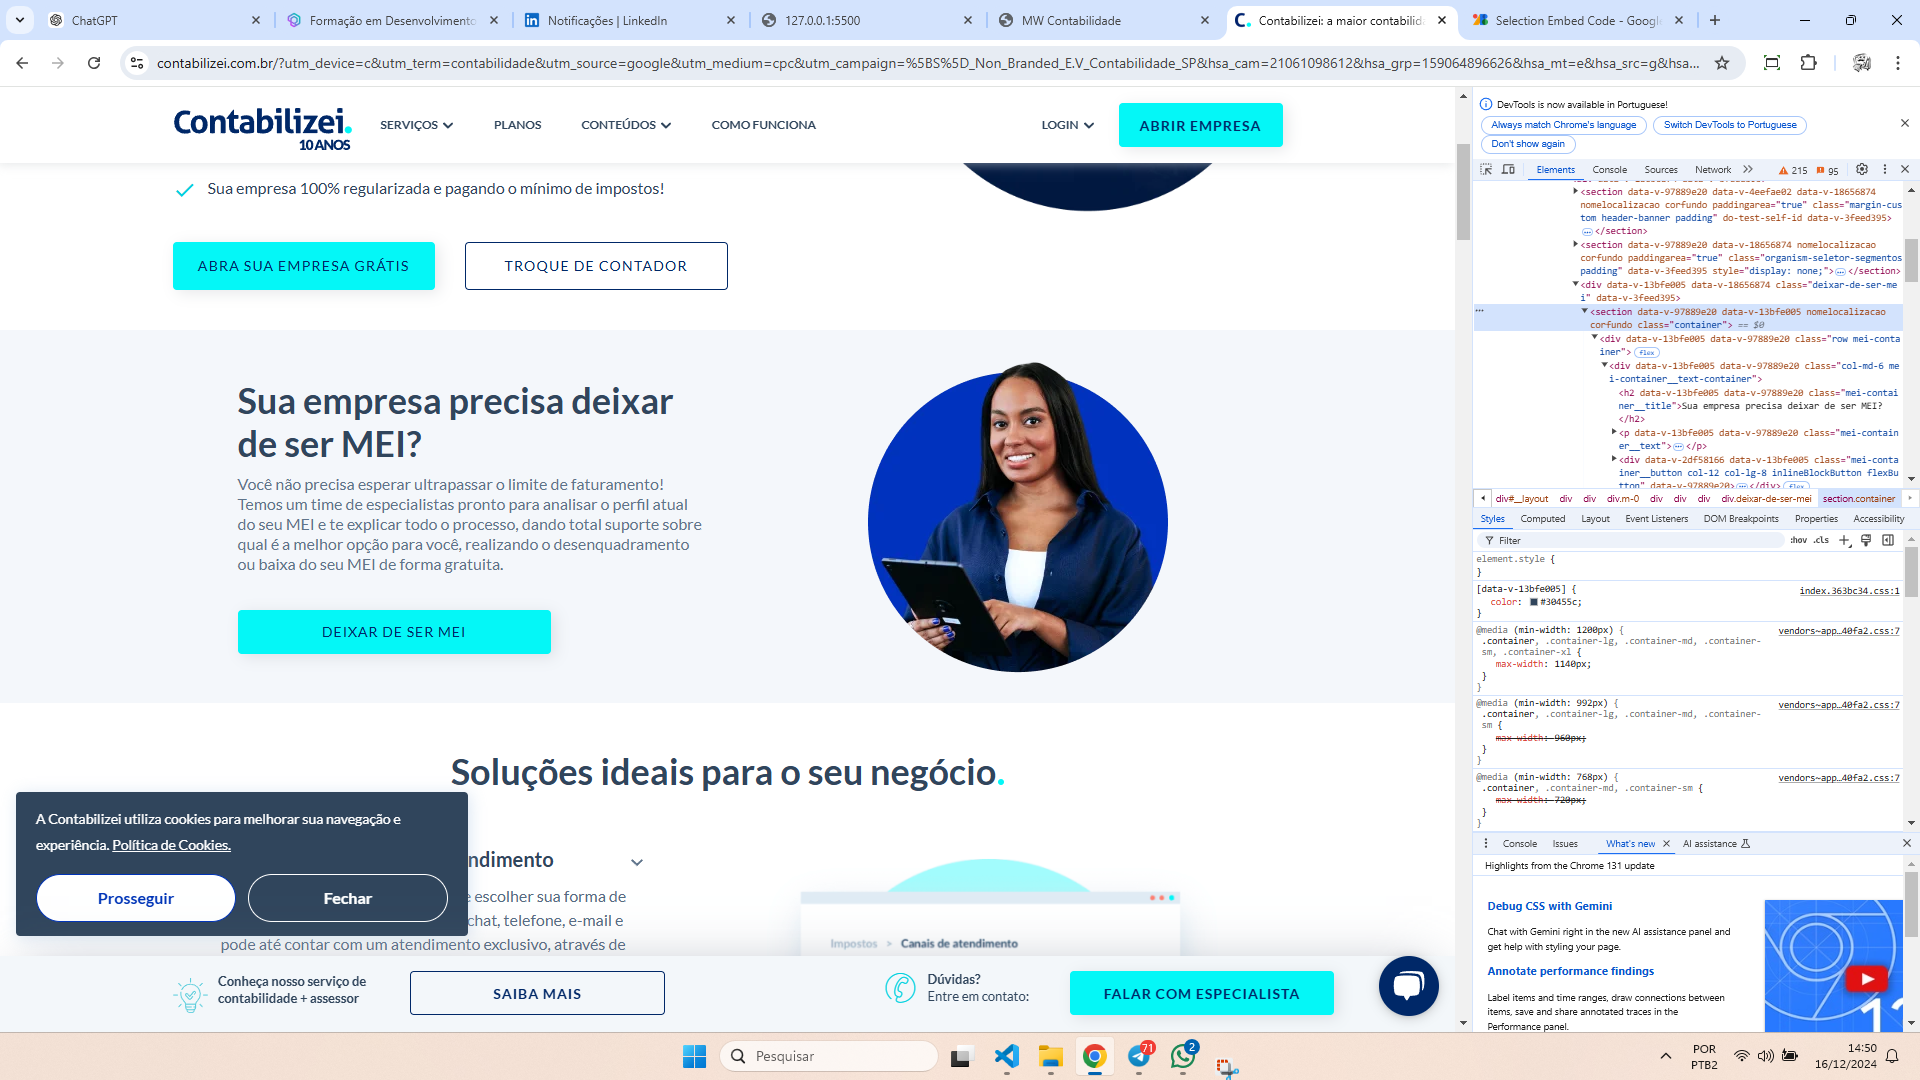 ChatGPT
Formação em Desenvolvimento
Notificações | LinkedIn
127.0.0.1:5500
MW Contabilidade
Contabilizei: a maior contabilid
Selection Embed Code - Google
contabilizei.com.br/?utm_device=c&utm_term=contabilidade&utm_source=google&utm_medium=cpc&utm_campaign=%5BS%5D_Non_Branded_E.V_Contabilidade_SP&hsa_cam=21061098612&hsa_grp=159064896626&hsa_mt=e&hsa_src=g&hsa...
Contabilizei.
10 ANOS
SERVIÇOS
PLANOS
CONTEÚDOS
COMO FUNCIONA
LOGIN
ABRIR EMPRESA
Sua empresa 100% regularizada e pagando o mínimo de impostos!
ABRA SUA EMPRESA GRÁTIS
TROQUE DE CONTADOR
Sua empresa precisa deixar
de ser MEI?
Você não precisa esperar ultrapassar o limite de faturamento!
Temos um time de especialistas pronto para analisar o perfil atual
do seu MEI e te explicar todo o processo, dando total suporte sobre
qual é a melhor opção para você, realizando o desenquadramento
ou baixa do seu MEI de forma gratuita.
DEIXAR DE SER MEI
Soluções ideais para o seu negócio.
A Contabilizei utiliza cookies para melhorar sua navegação e
experiência. Política de Cookies.
Prosseguir
Fechar
ndimento
e escolher sua forma de
chat, telefone, e-mail e
pode até contar com um atendimento exclusivo, através de
Impostos > Canais de atendimento
Conheça nosso serviço de
contabilidade + assessor
SAIBA MAIS
Dúvidas?
Entre em contato:
FALAR COM ESPECIALISTA
DevTools is now available in Portuguese!
Always match Chrome's language
Switch DevTools to Portuguese
Don't show again
Elements
Console
Sources
Network
215
95
<section data-v-97889e20 data-v-4eefae02 data-v-18656874
nomelocalizacao corfundo paddingarea="true" class="margin-cus
tom header-banner padding" do-test-self-id data-v-3feed395>
</section>
<section data-v-97889e20 data-v-18656874 nomelocalizacao
corfundo paddingarea="true" class="organism-seletor-segmentos
padding" data-v-3feed395 style="display: none;"> </section>
<div data-v-13bfe005 data-v-18656874 class="deixar-de-ser-me
i" data-v-3feed395>
<section data-v-97889e20 data-v-13bfe005 nomelocalizacao
corfundo class="container"> == $0
<div data-v-13bfe005 data-v-97889e20 class="row mei-conta
iner"> flex
<div data-v-13bfe005 data-v-97889e20 class="col-md-6 me
i-container__text-container">
<h2 data-v-13bfe005 data-v-97889e20 class="mei-contai
ner__title">Sua empresa precisa deixar de ser MEI?
</h2>
<p data-v-13bfe005 data-v-97889e20 class="mei-contain
er__text"> </p>
<div data-v-2df58166 data-v-13bfe005 class="mei-conta
iner__button col-12 col-lg-8 inlineBlockButton flexBu
tton" data-v-97889e20> </div> flex
div#__layout
div
div
div.m-0
div
div
div
div.deixar-de-ser-mei
section.container
Styles
Computed
Layout
Event Listeners
DOM Breakpoints
Properties
Accessibility
Filter
:hov .cls
element.style {
}
[data-v-13bfe005] {
index.363bc34.css:1
color: #30455c;
}
@media (min-width: 1200px) {
vendors~app…40fa2.css:7
.container, .container-lg, .container-md, .container-
sm, .container-xl {
max-width: 1140px;
}
}
@media (min-width: 992px) {
vendors~app…40fa2.css:7
.container, .container-lg, .container-md, .container-
sm {
max-width: 960px;
}
}
@media (min-width: 768px) {
vendors~app…40fa2.css:7
.container, .container-md, .container-sm {
max-width: 720px;
}
}
Console
Issues
What's new
AI assistance
Highlights from the Chrome 131 update
Debug CSS with Gemini
Chat with Gemini right in the new AI assistance panel and
get help with styling your page.
Annotate performance findings
Label items and time ranges, draw connections between
items, save and share annotated traces in the
Performance panel.
Pesquisar
71
2
POR
PTB2
14:50
16/12/2024